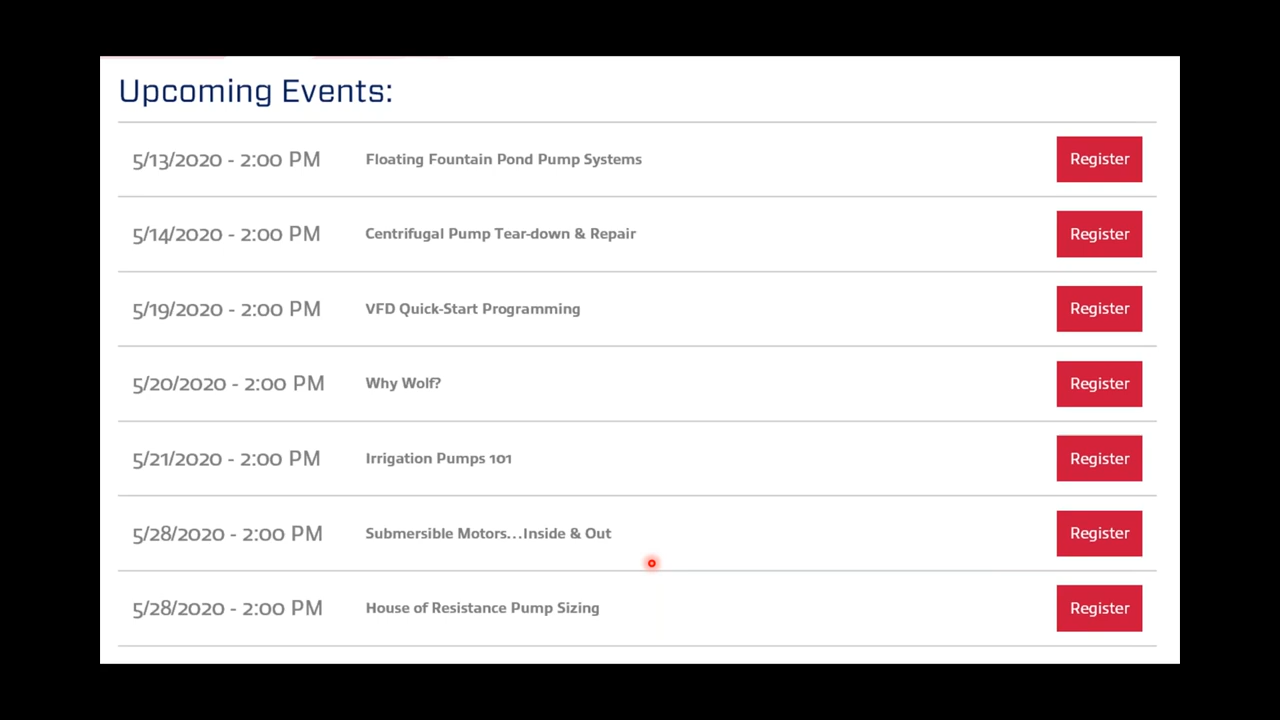 Upcoming Events:
5/13/2020 - 2:00 PM Floating Fountain Pond Pump Systems Register
5/14/2020 - 2:00 PM Centrifugal Pump Tear-down & Repair Register
5/19/2020 - 2:00 PM VFD Quick-Start Programming Register
5/20/2020 - 2:00 PM Why Wolf? Register
5/21/2020 - 2:00 PM Irrigation Pumps 101 Register
5/28/2020 - 2:00 PM Submersible Motors...Inside & Out Register
5/28/2020 - 2:00 PM House of Resistance Pump Sizing Register